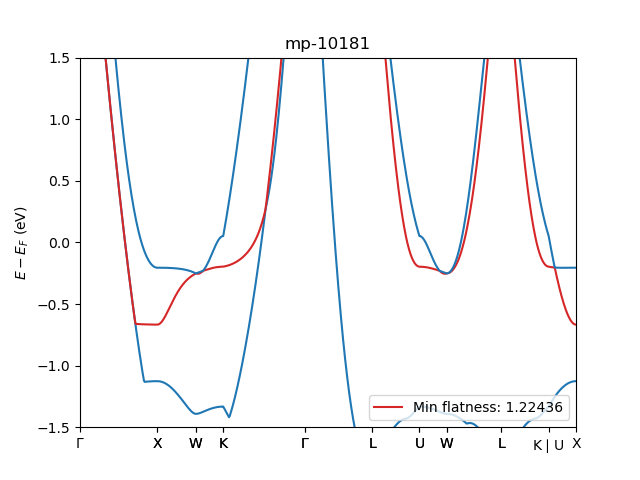 mp-10181
E − E_F (eV)
1.5
1.0
0.5
0.0
−0.5
−1.0
−1.5
Min flatness: 1.22436
Γ X W K Γ L U W L K | U X